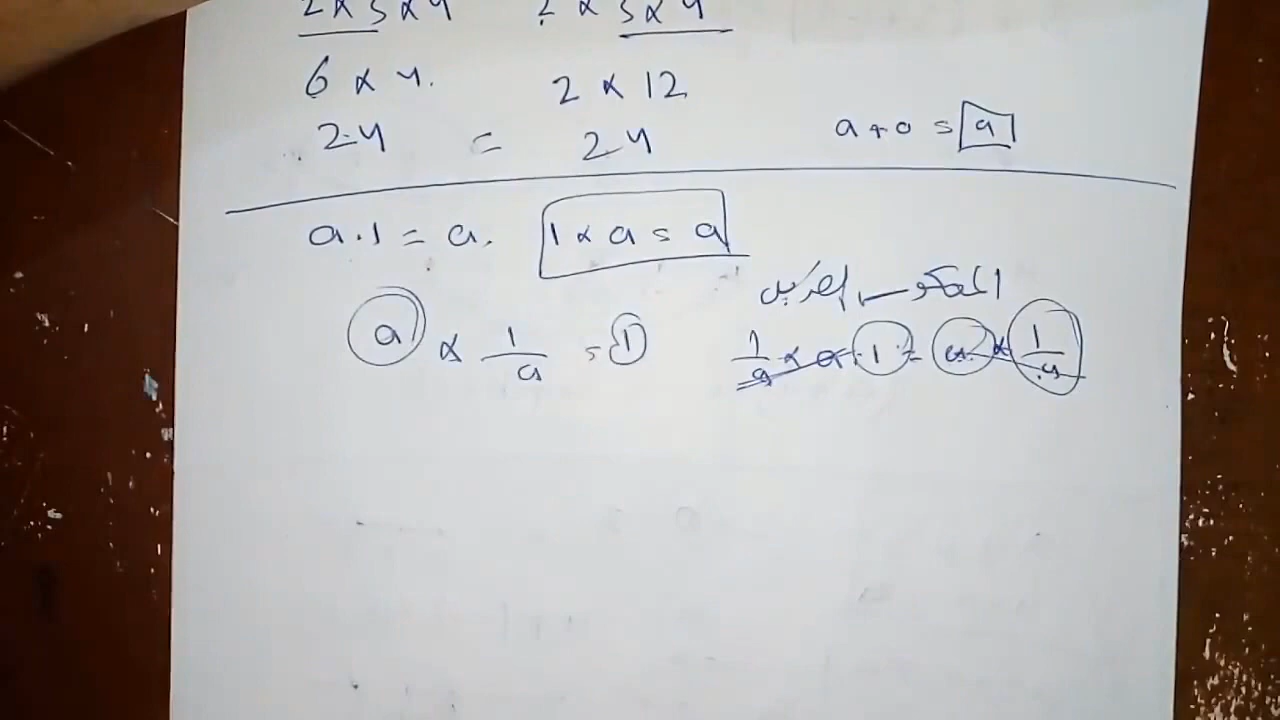 2 x 3 x 4    2 x 3 x 4
6 x 4.    2 x 12
24 = 24    a + 0 = a
a . 1 = a.    1 x a = a
المعكوس الضربي
a x 1/a = 1    1/a x a . 1 = a x 1/a